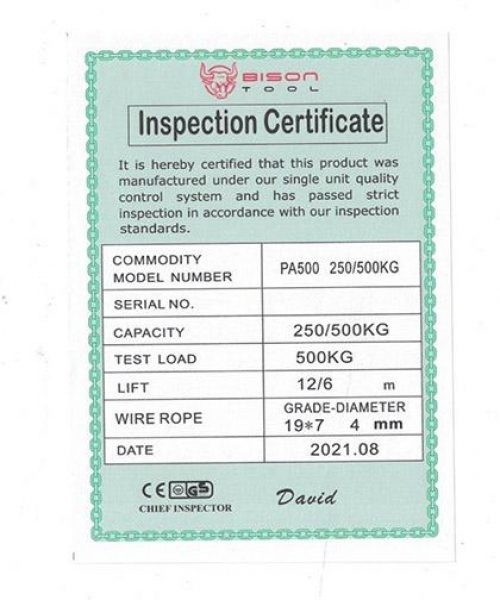 BISON
TOOL
Inspection Certificate
It is hereby certified that this product was
manufactured under our single unit quality
control system and has passed strict
inspection in accordance with our inspection
standards.
COMMODITY
MODEL NUMBER
PA500 250/500KG
SERIAL NO.
CAPACITY
250/500KG
TEST LOAD
500KG
LIFT
12/6 m
WIRE ROPE
GRADE-DIAMETER
19*7 4 mm
DATE
2021.08
CE GS
CHIEF INSPECTOR
David